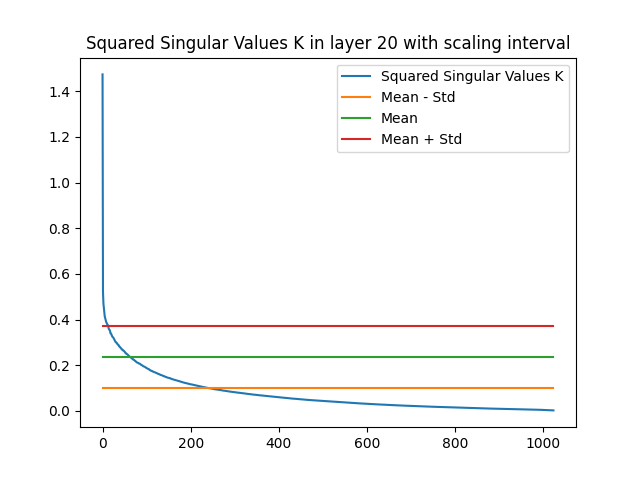 Squared Singular Values K in layer 20 with scaling interval
Squared Singular Values K
Mean - Std
Mean
Mean + Std
1.4
1.2
1.0
0.8
0.6
0.4
0.2
0.0
0 200 400 600 800 1000